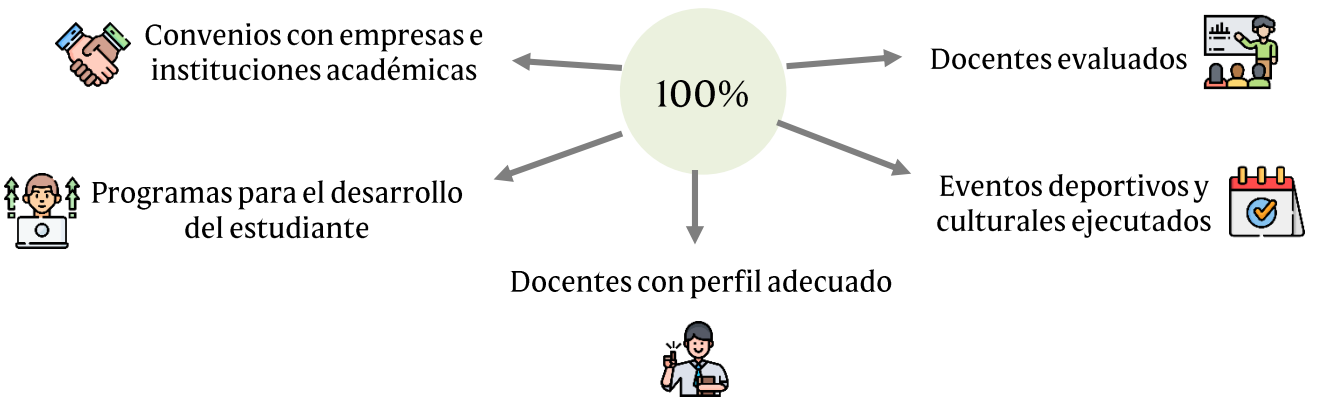 Convenios con empresas e
instituciones académicas
100%
Docentes evaluados
Programas para el desarrollo
del estudiante
Eventos deportivos y
culturales ejecutados
Docentes con perfil adecuado